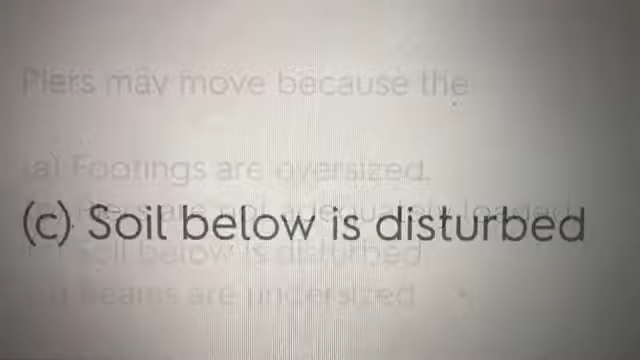 Piers may move because the
(a) Footings are oversized.
(c) Soil below is disturbed
Soil below is disturbed
Beams are undersized